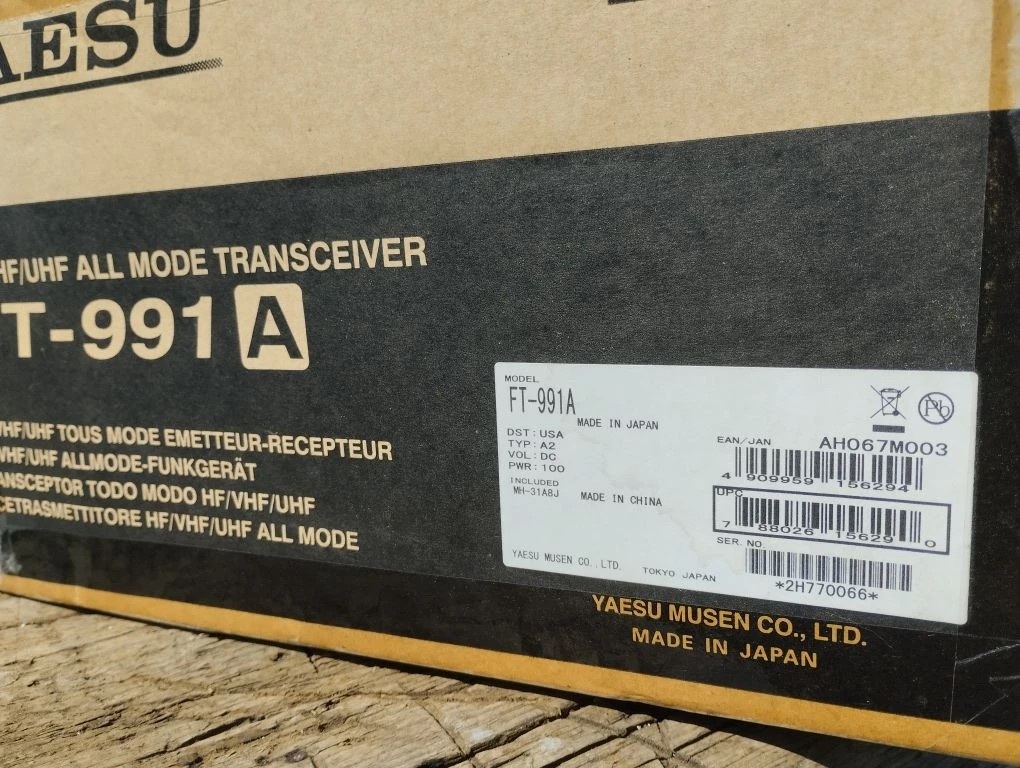 AESU
HF/UHF ALL MODE TRANSCEIVER
T-991A
VHF/UHF TOUS MODE EMETTEUR-RECEPTEUR
VHF/UHF ALLMODE-FUNKGERÄT
ANSCEPTOR TODO MODO HF/VHF/UHF
CETRASMETTITORE HF/VHF/UHF ALL MODE
MODEL
FT-991A
MADE IN JAPAN
DST: USA
TYP: A2
VOL: DC
PWR: 100
INCLUDED
MH-31A8J MADE IN CHINA
YAESU MUSEN CO., LTD. TOKYO JAPAN
Pb
EAN/JAN AH067M003
4 909959 156294
UPC
7 88026 15629 0
SER. NO.
*2H770066*
YAESU MUSEN CO., LTD.
MADE IN JAPAN